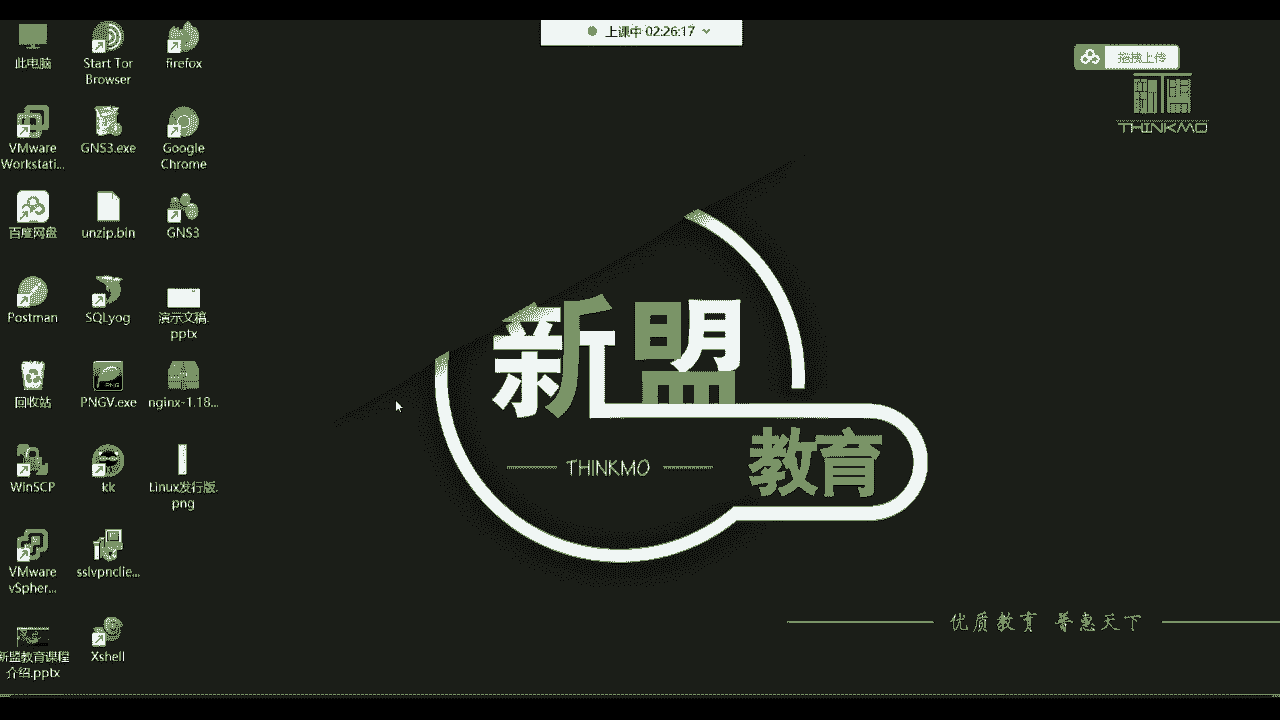 上课中 02:26:17
此电脑
Start Tor
Browser
firefox
拖拽上传
新盟
THINKMO
VMware
Workstati...
GNS3.exe
Google
Chrome
百度网盘
unzip.bin
GNS3
Postman
SQLyog
演示文稿.
pptx
新盟
回收站
PNG
PNGV.exe
nginx-1.18...
THINKMO
教育
WinSCP
kk
Linux发行版.
png
VMware
vSpher...
sslvpnclie...
优质教育 普惠天下
新盟教育课程
介绍.pptx
Xshell